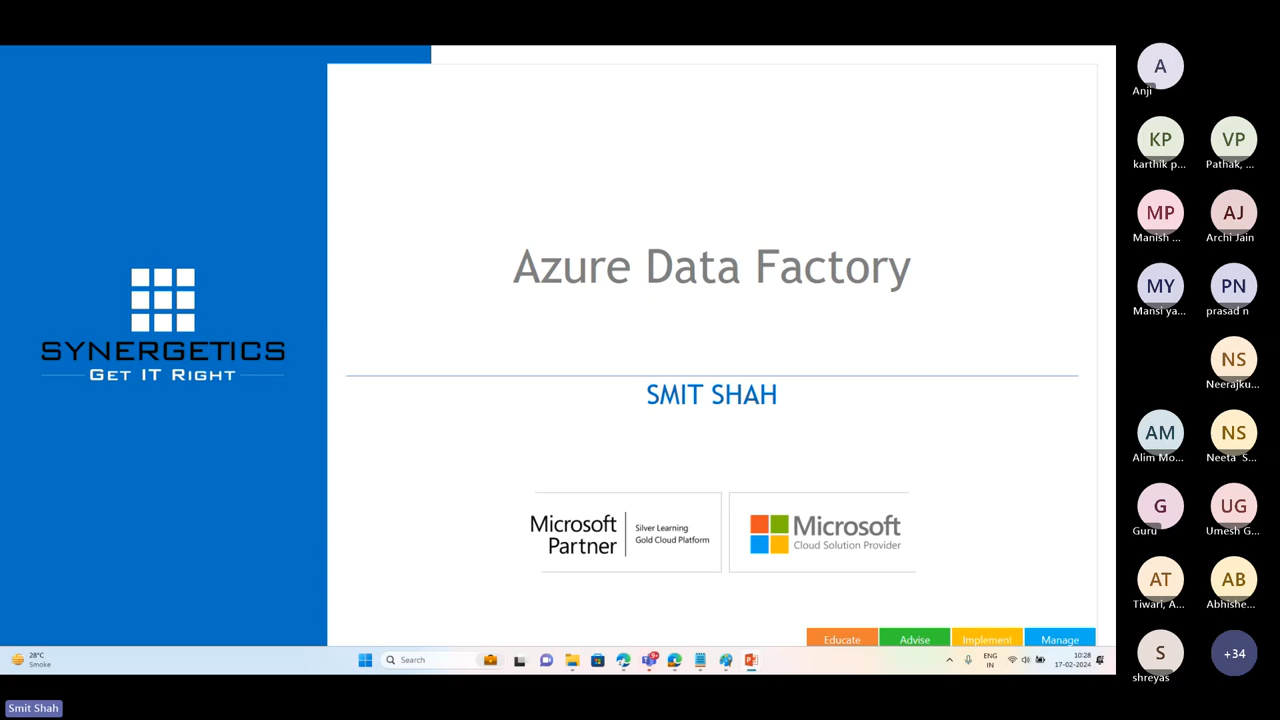 Azure Data Factory
SMIT SHAH
SYNERGETICS
GET IT RIGHT
Microsoft Partner
Silver Learning
Gold Cloud Platform
Microsoft
Cloud Solution Provider
Educate
Advise
Implement
Manage
28°C
Smoke
Search
ENG
IN
10:28
17-02-2024
A
Anji
KP
karthik p...
VP
Pathak, ...
MP
Manish ...
AJ
Archi Jain
MY
Mansi ya...
PN
prasad n
NS
Neerajku...
AM
Alim Mo...
NS
Neeta S...
G
Guru
UG
Umesh G...
AT
Tiwari, A...
AB
Abhishe...
S
shreyas
+34
Smit Shah